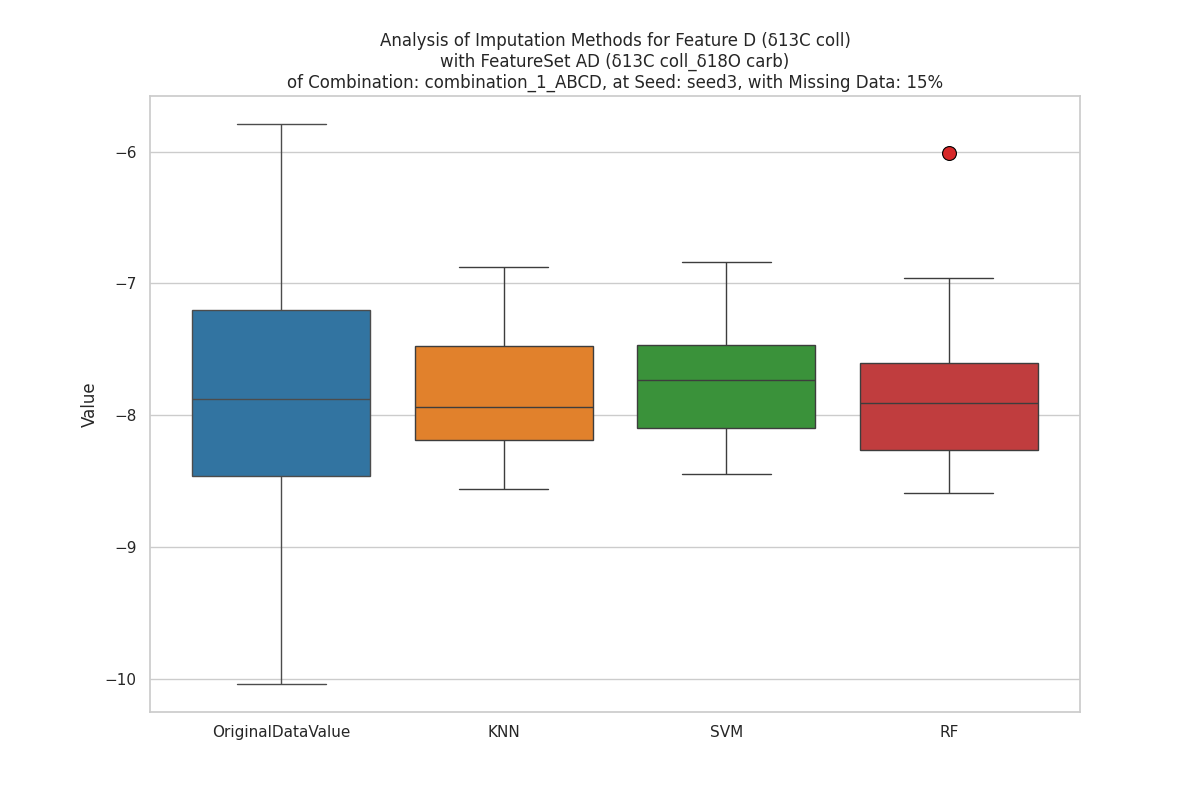 Analysis of Imputation Methods for Feature D (δ13C coll)
with FeatureSet AD (δ13C coll_δ18O carb)
of Combination: combination_1_ABCD, at Seed: seed3, with Missing Data: 15%
−6
−7
−8
−9
−10
Value
OriginalDataValue
KNN
SVM
RF